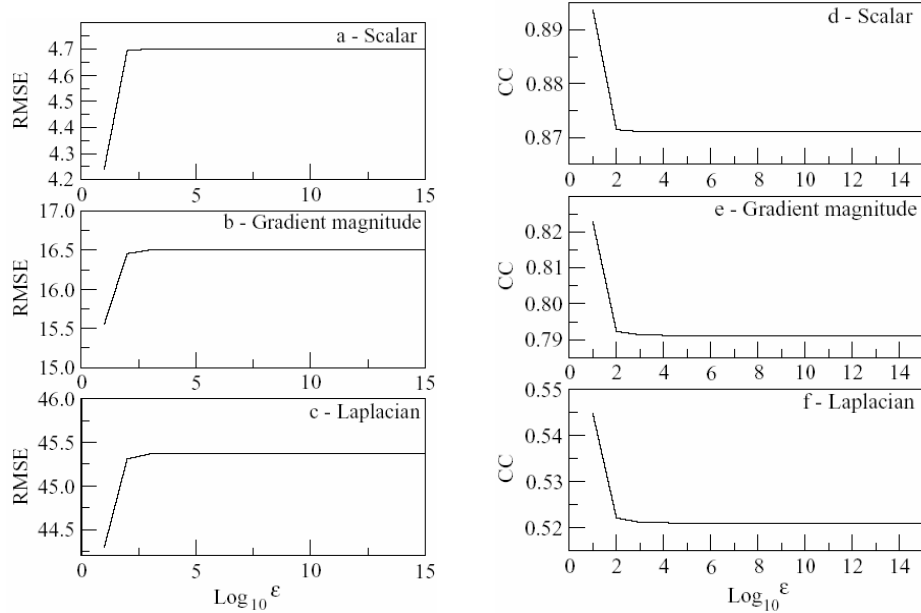 a - Scalar
RMSE
4.7
4.6
4.5
4.4
4.3
4.2
0 5 10 15
b - Gradient magnitude
RMSE
17.0
16.5
16.0
15.5
15.0
0 5 10 15
c - Laplacian
RMSE
46.0
45.5
45.0
44.5
0 5 10 15
Log10 ε
d - Scalar
CC
0.89
0.88
0.87
0 2 4 6 8 10 12 14
e - Gradient magnitude
CC
0.82
0.81
0.80
0.79
0 2 4 6 8 10 12 14
f - Laplacian
CC
0.55
0.54
0.53
0.52
0 2 4 6 8 10 12 14
Log10 ε